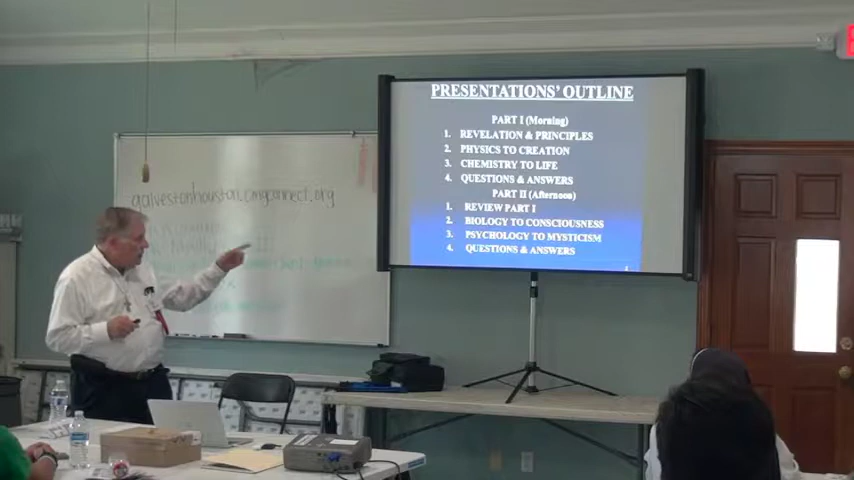 PRESENTATIONS' OUTLINE
PART I (Morning)
1. REVELATION & PRINCIPLES
2. PHYSICS TO CREATION
3. CHEMISTRY TO LIFE
4. QUESTIONS & ANSWERS
PART II (Afternoon)
1. REVIEW PART I
2. BIOLOGY TO CONSCIOUSNESS
3. PSYCHOLOGY TO MYSTICISM
4. QUESTIONS & ANSWERS
galvestonhouston.cmgconnect.org